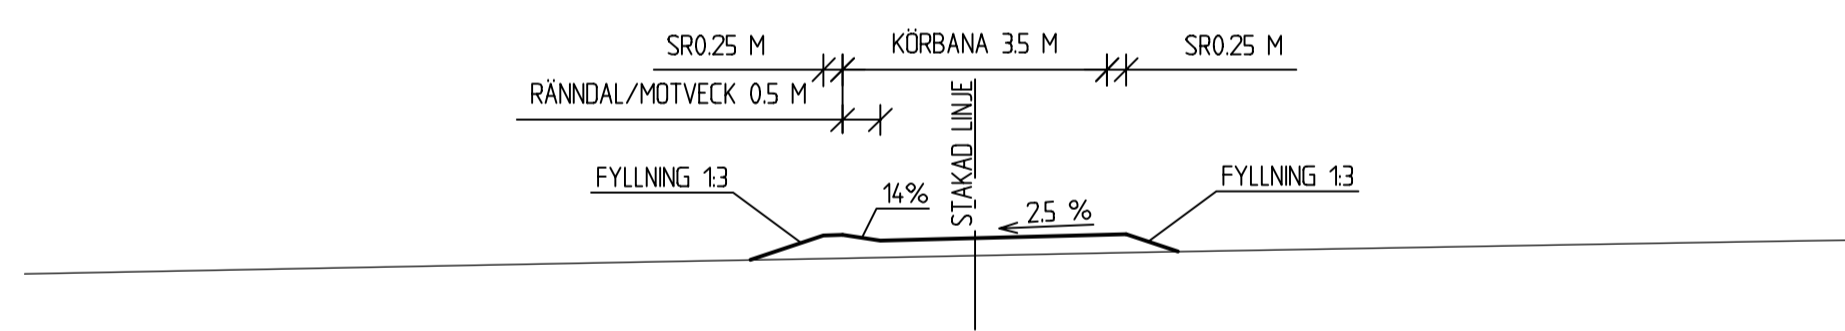 SR0.25 M
KÖRBANA 3.5 M
SR0.25 M
RÄNNDAL/MOTVECK 0.5 M
STAKAD LINJE
FYLLNING 1:3
14%
2.5 %
FYLLNING 1:3